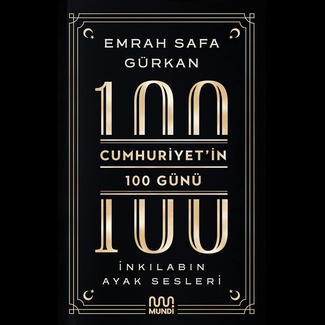 EMRAH SAFA
GÜRKAN
100
CUMHURİYET'İN
100 GÜNÜ
100
İNKILABIN
AYAK SESLERİ
MUNDİ